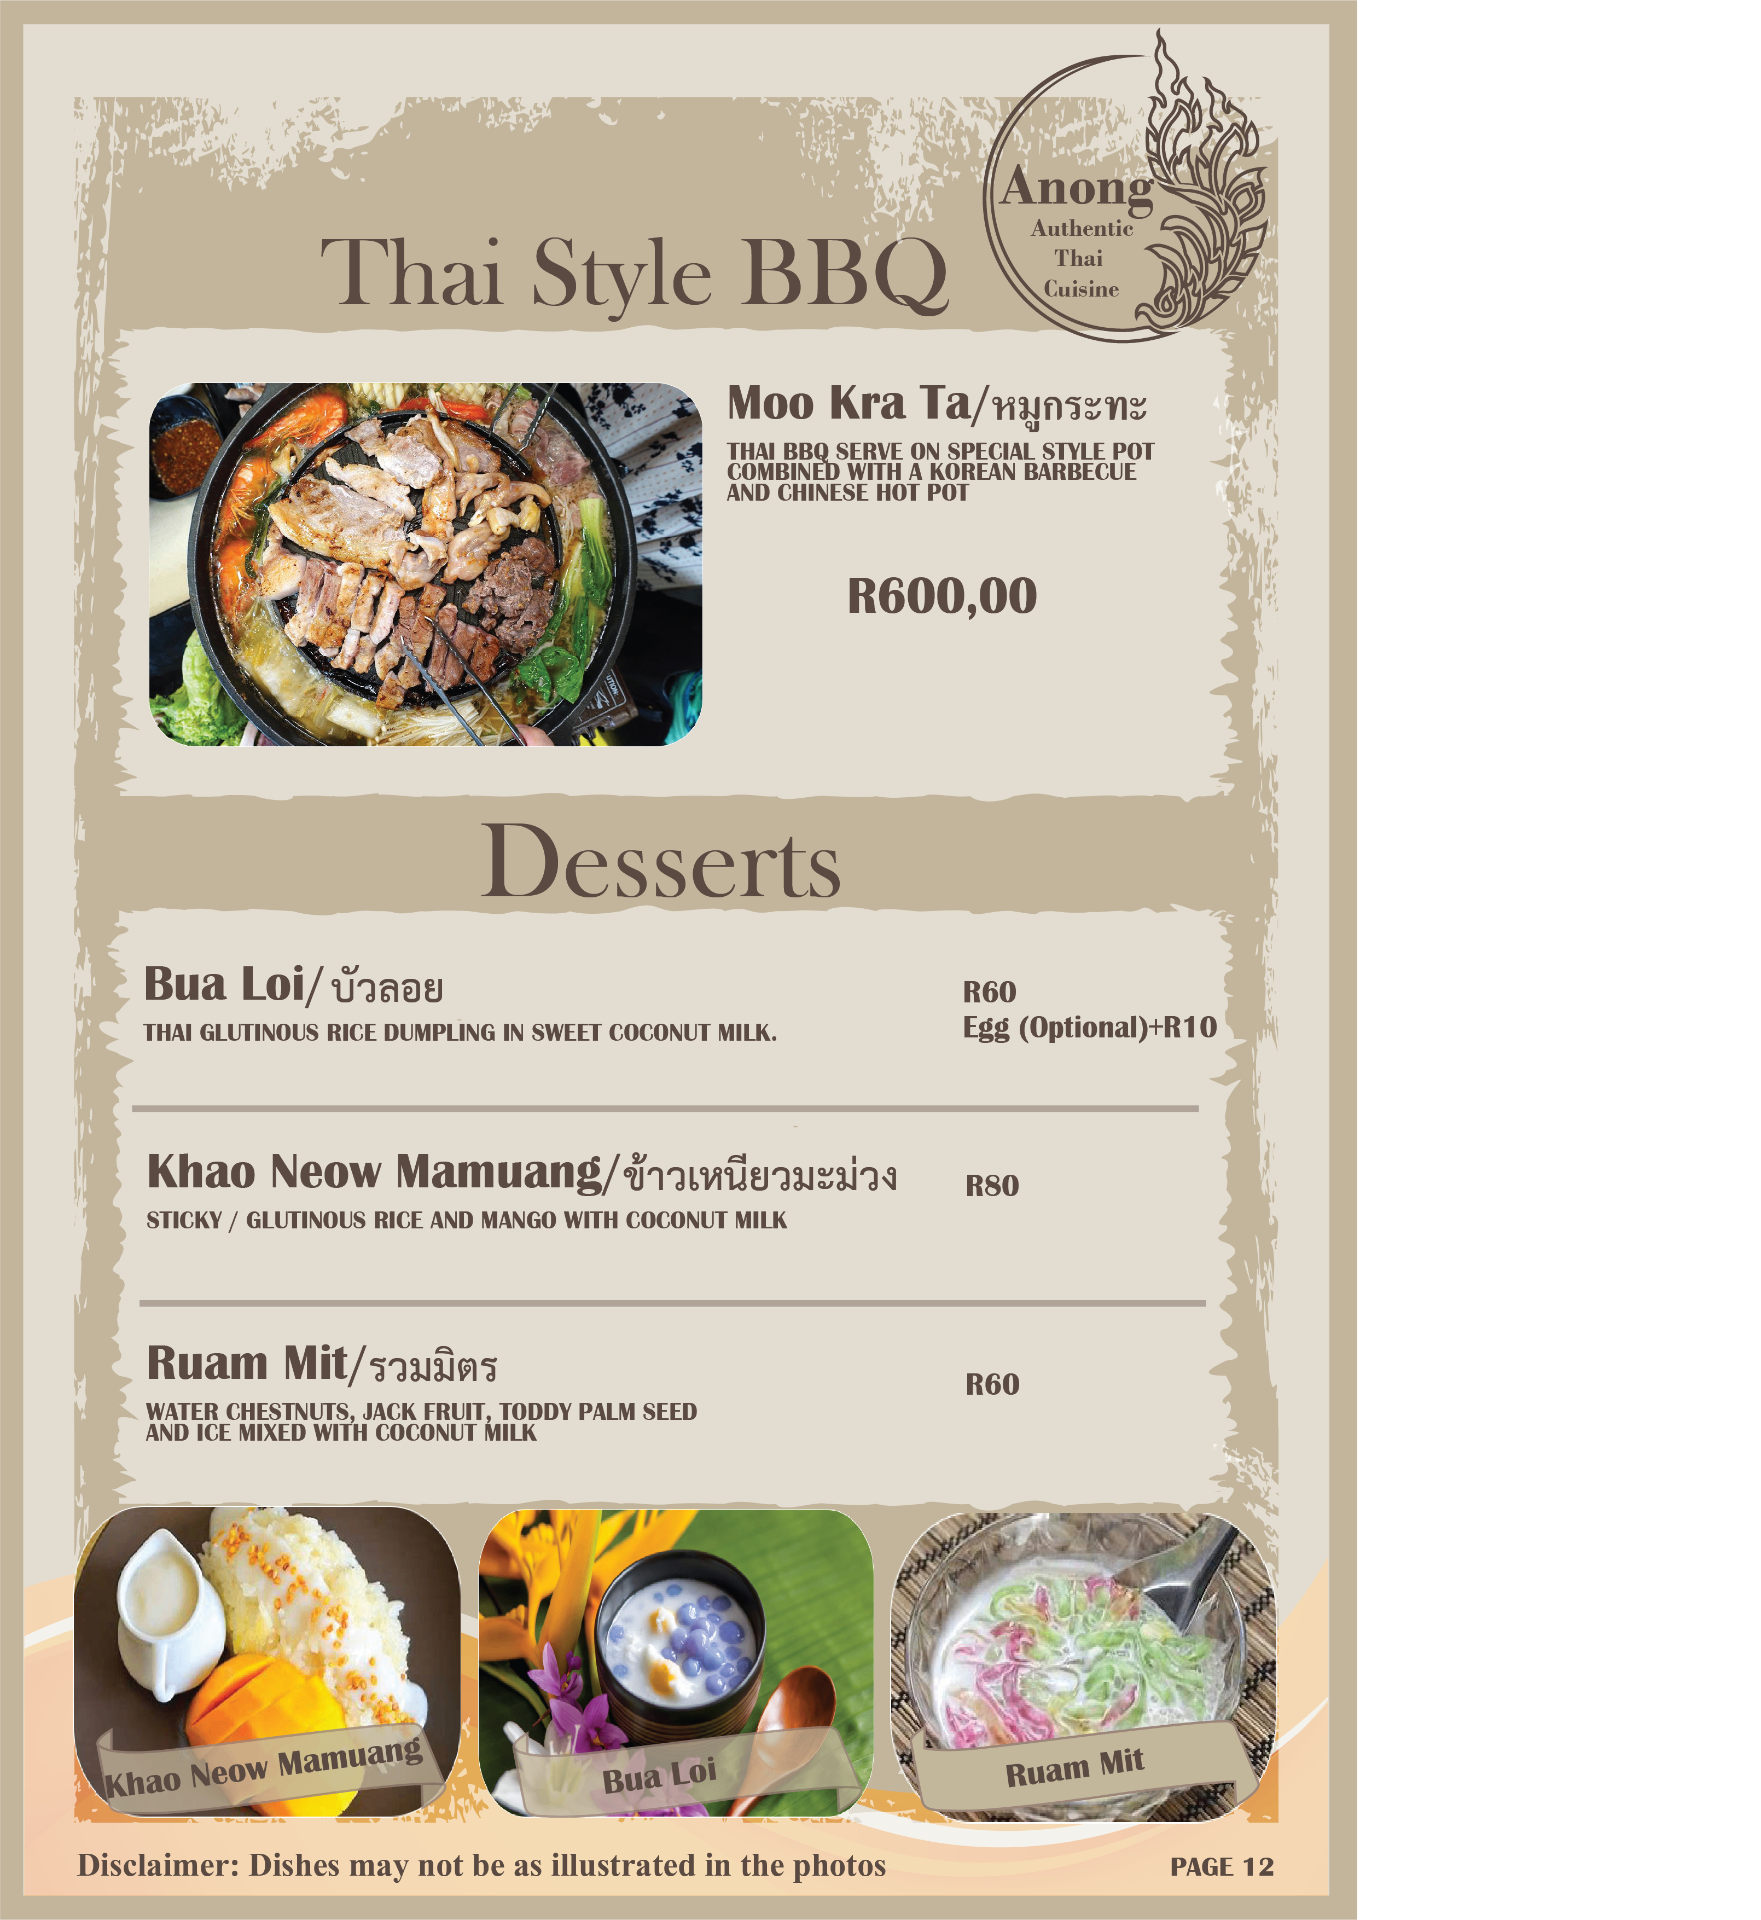 Anong
Authentic
Thai
Cuisine
Thai Style BBQ
Moo Kra Ta/หมูกระทะ
THAI BBQ SERVE ON SPECIAL STYLE POT
COMBINED WITH A KOREAN BARBECUE
AND CHINESE HOT POT
R600,00
Desserts
Bua Loi/ บัวลอย
THAI GLUTINOUS RICE DUMPLING IN SWEET COCONUT MILK.
R60
Egg (Optional)+R10
Khao Neow Mamuang/ข้าวเหนียวมะม่วง
R80
STICKY / GLUTINOUS RICE AND MANGO WITH COCONUT MILK
Ruam Mit/รวมมิตร
R60
WATER CHESTNUTS, JACK FRUIT, TODDY PALM SEED
AND ICE MIXED WITH COCONUT MILK
Khao Neow Mamuang
Bua Loi
Ruam Mit
Disclaimer: Dishes may not be as illustrated in the photos
PAGE 12